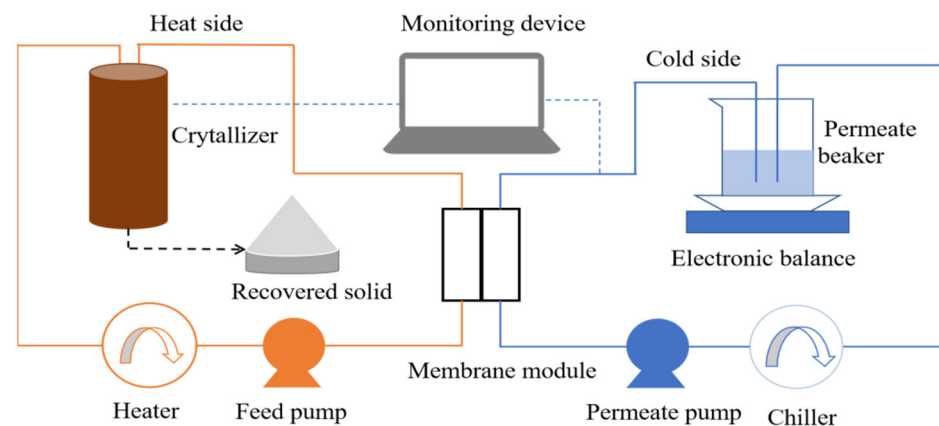 Heat side
Monitoring device
Cold side
Crytallizer
Permeate
beaker
Electronic balance
Recovered solid
Membrane module
Heater
Feed pump
Permeate pump
Chiller